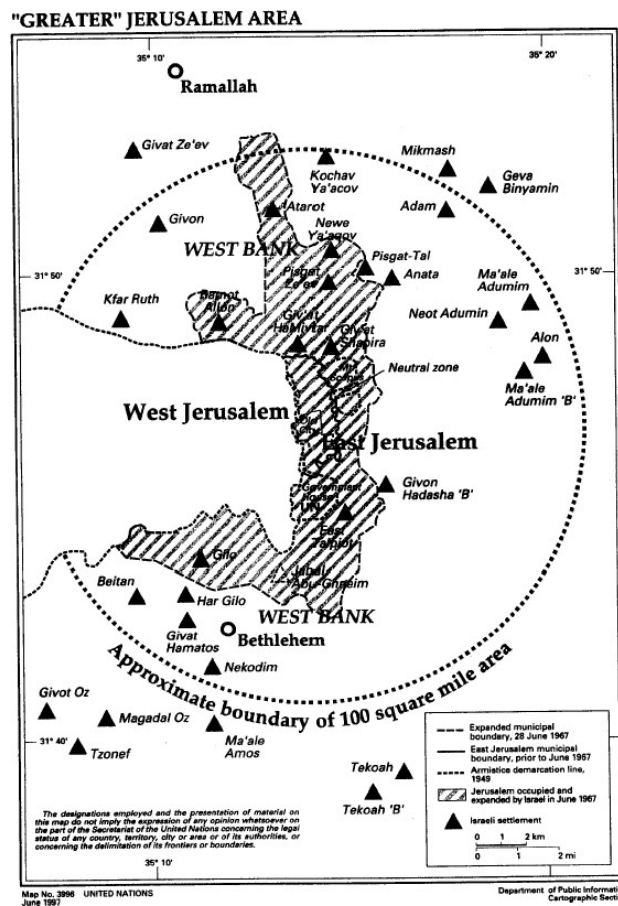 "GREATER" JERUSALEM AREA
35° 10'
35° 20'
Ramallah
Givat Ze'ev
Mikmash
Kochav
Ya'acov
Geva
Binyamin
Atarot
Adam
Givon
Newe
Ya'aqov
WEST BANK
Pisgat-Tal
31° 50'
Pisgat
Ze'ev
Anata
Ma'ale
Adumim
31° 50'
Kfar Ruth
Ramot
Allon
Neot Adumin
Giv'at
HaMivtar
Giv'at
Shapira
Alon
Mt.
Scopus
Neutral zone
Ma'ale
Adumim 'B'
West Jerusalem
Old
City
East Jerusalem
Givon
Hadasha 'B'
Government
house
UN
East
Talpiot
Gilo
Jabal
Abu-Ghneim
Beitan
Har Gilo
WEST BANK
Givat
Hamatos
Bethlehem
Nekodim
Approximate boundary of 100 square mile area
Givot Oz
Magadal Oz
Ma'ale
Amos
31° 40'
Tzonef
Tekoah
Tekoah 'B'
Expanded municipal
boundary, 28 June 1967
East Jerusalem municipal
boundary, prior to June 1967
Armistice demarcation line,
1949
Jerusalem occupied and
expanded by Israel in June 1967
Israeli settlement
0 1 2 km
0 1 2 mi
The designations employed and the presentation of material on
this map do not imply the expression of any opinion whatsoever on
the part of the Secretariat of the United Nations concerning the legal
status of any country, territory, city or area or of its authorities, or
concerning the delimitation of its frontiers or boundaries.
35° 10'
Map No. 3996 UNITED NATIONS
June 1997
Department of Public Informati
Cartographic Secti